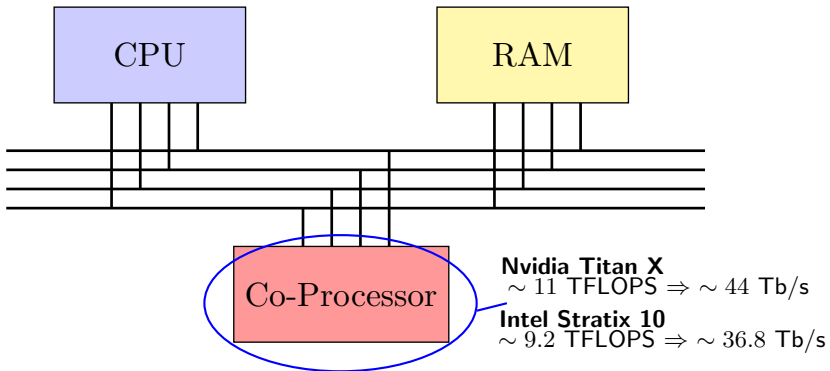 CPU
RAM
Co-Processor
Nvidia Titan X
∼ 11 TFLOPS ⇒ ∼ 44 Tb/s
Intel Stratix 10
∼ 9.2 TFLOPS ⇒ ∼ 36.8 Tb/s